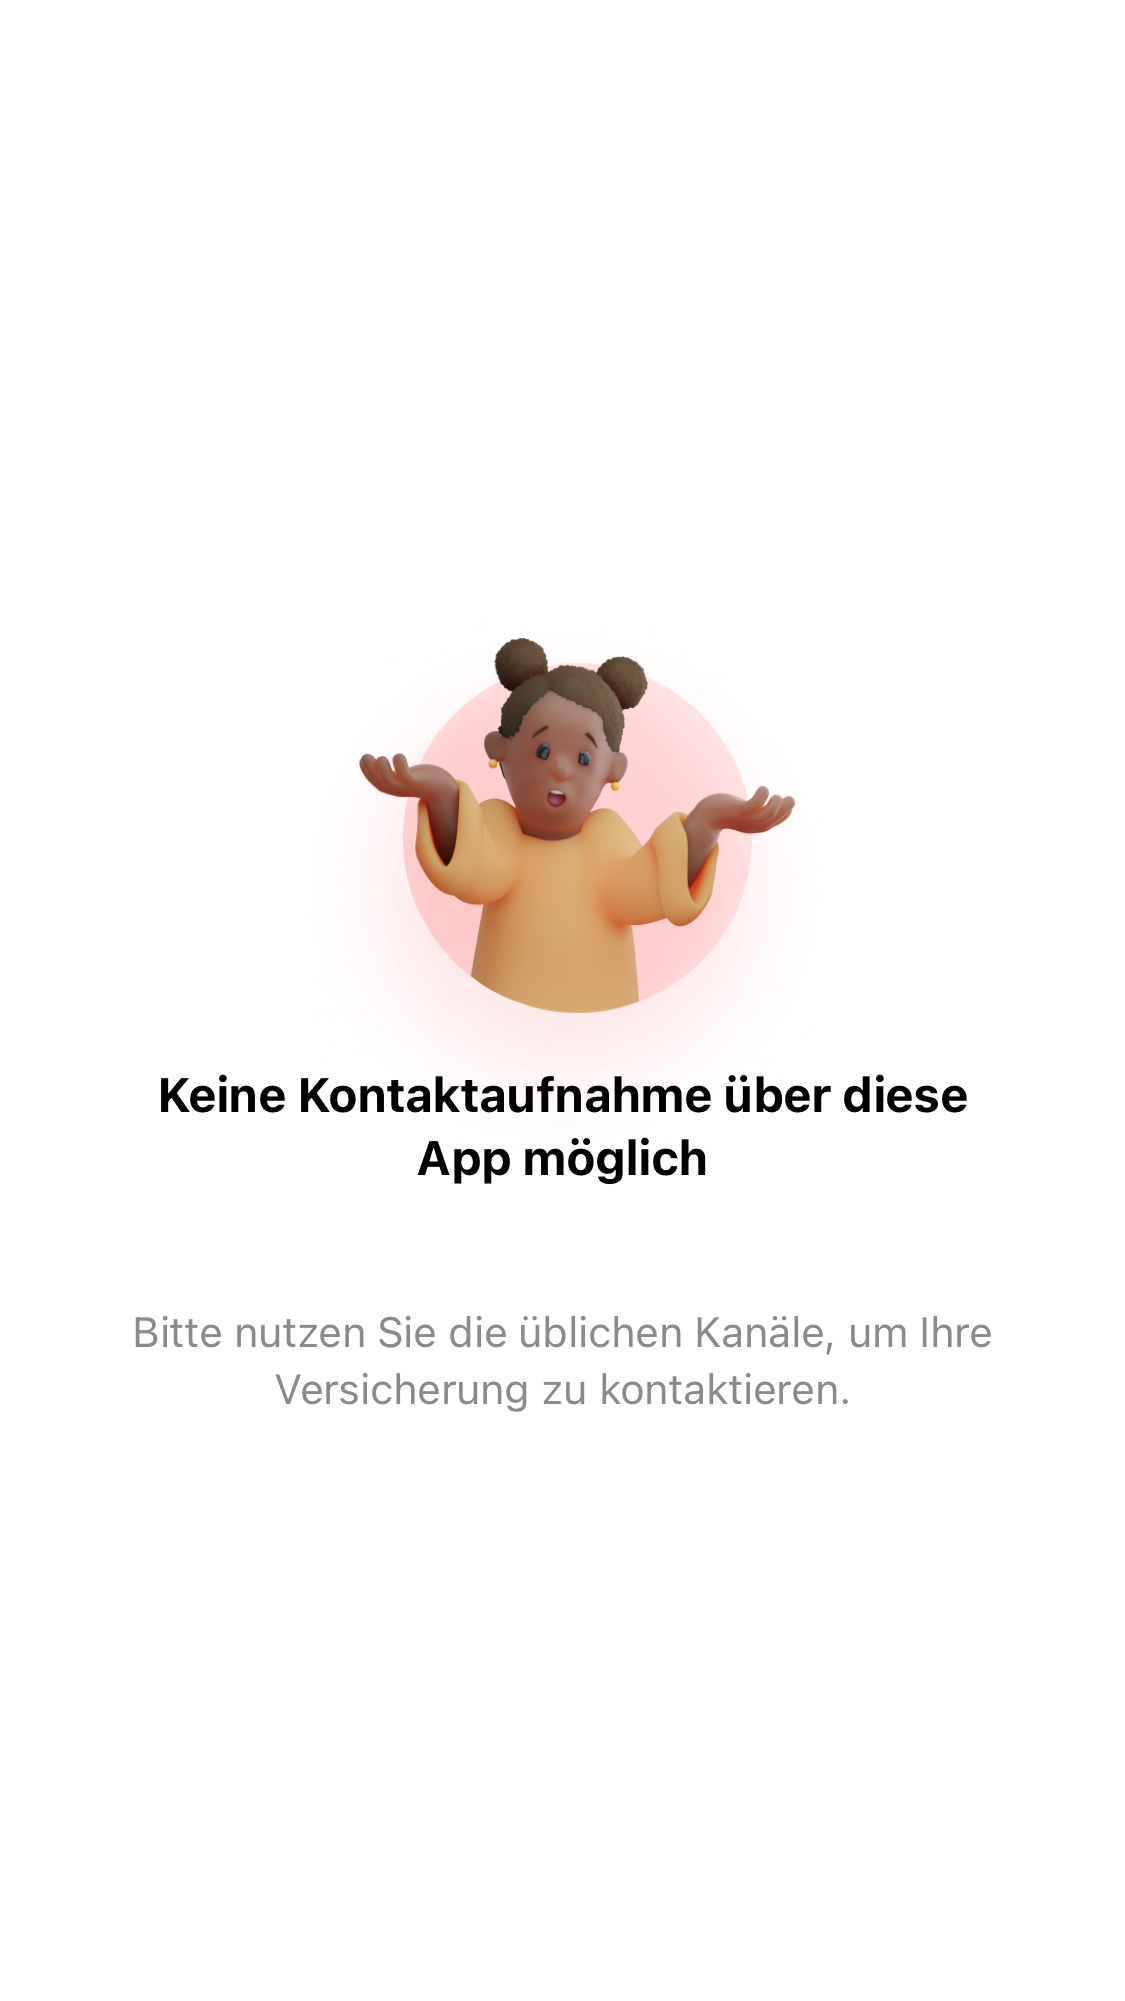 Keine Kontaktaufnahme über diese
App möglich
Bitte nutzen Sie die üblichen Kanäle, um Ihre
Versicherung zu kontaktieren.